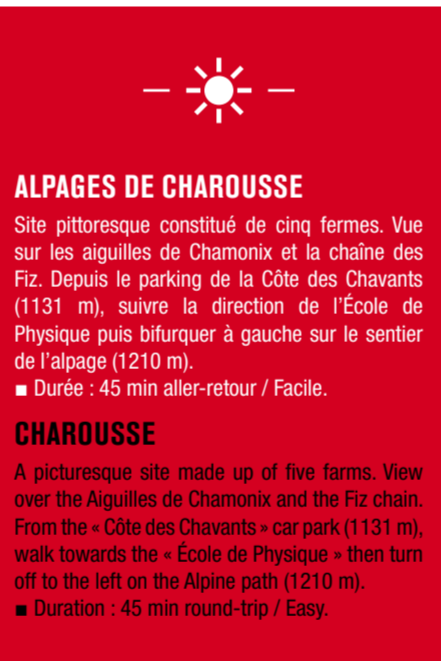 ALPAGES DE CHAROUSSE
Site pittoresque constitué de cinq fermes. Vue
sur les aiguilles de Chamonix et la chaîne des
Fiz. Depuis le parking de la Côte des Chavants
(1131 m), suivre la direction de l'École de
Physique puis bifurquer à gauche sur le sentier
de l'alpage (1210 m).
■ Durée : 45 min aller-retour / Facile.
CHAROUSSE
A picturesque site made up of five farms. View
over the Aiguilles de Chamonix and the Fiz chain.
From the « Côte des Chavants » car park (1131 m),
walk towards the « École de Physique » then turn
off to the left on the Alpine path (1210 m).
■ Duration : 45 min round-trip / Easy.